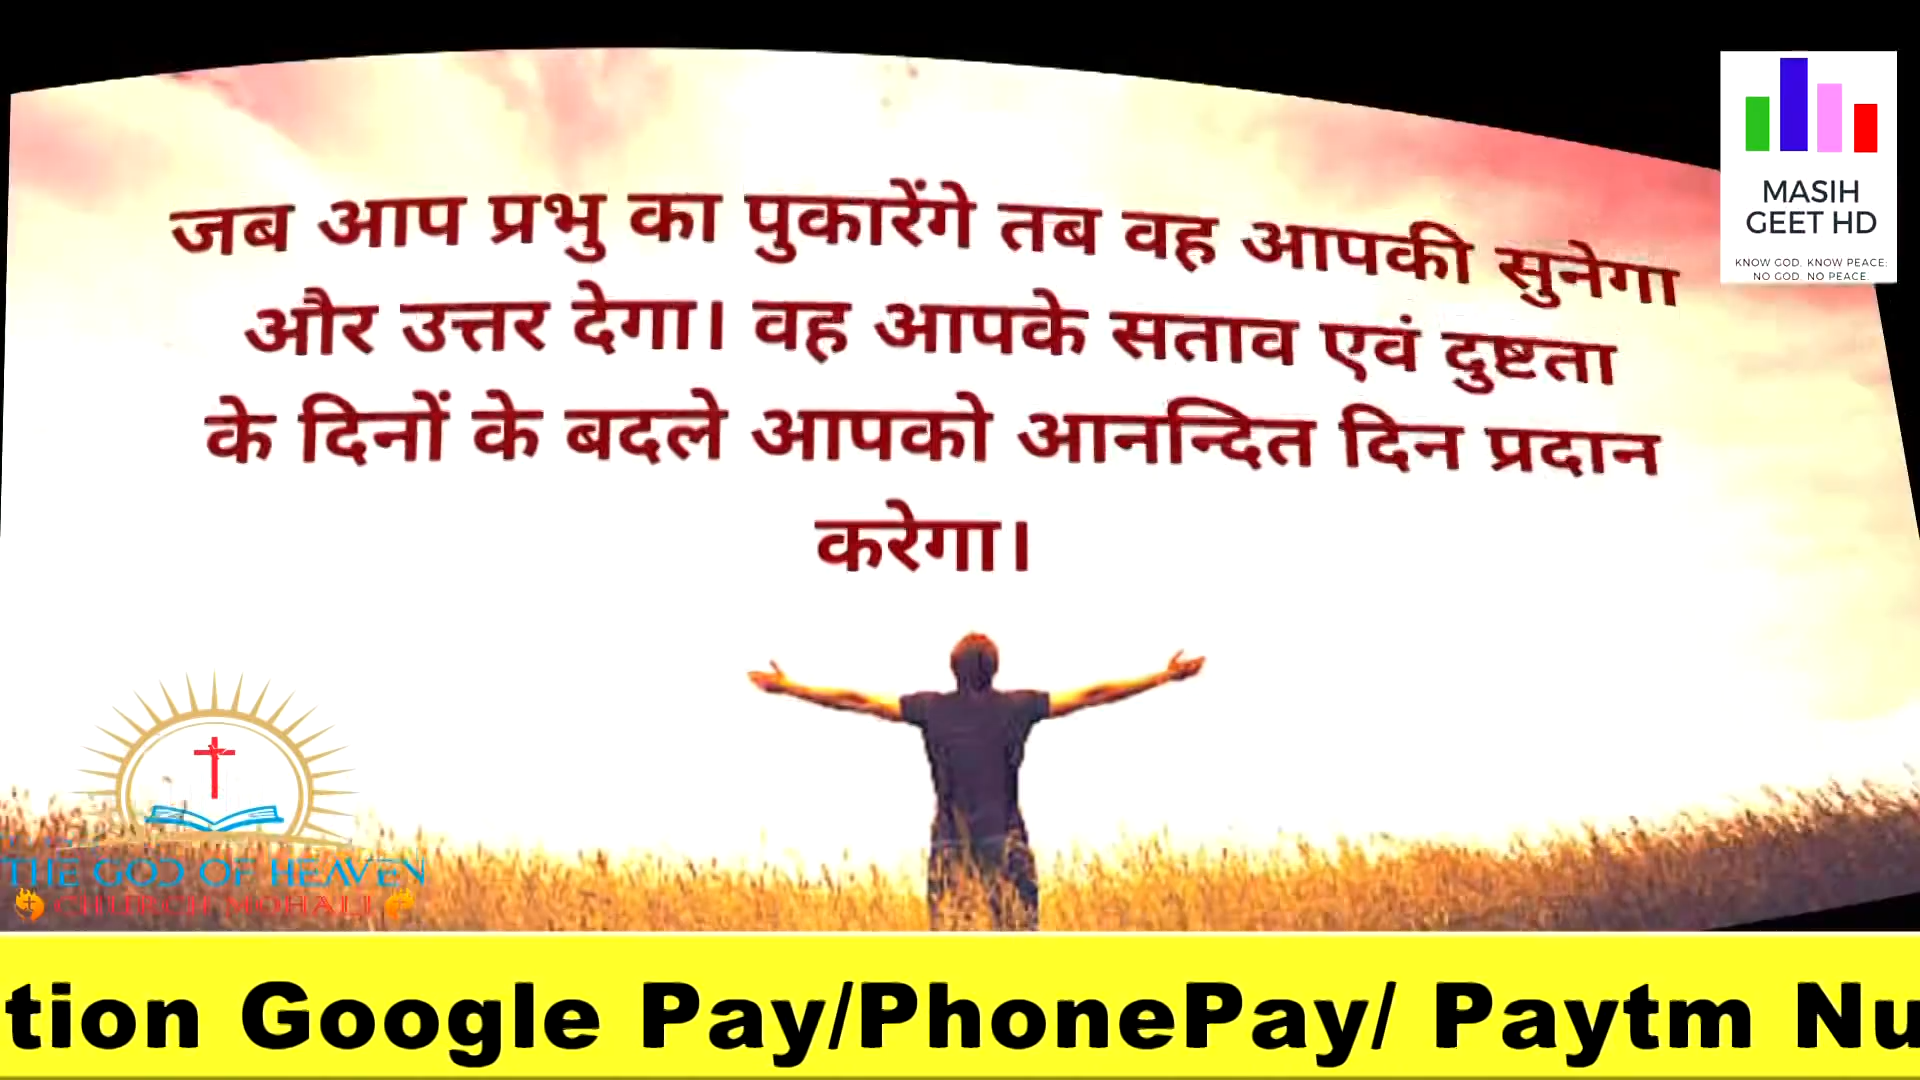 जब आप प्रभु का पुकारेंगे तब वह आपकी सुनेगा
और उत्तर देगा। वह आपके सताव एवं दुष्टता
के दिनों के बदले आपको आनन्दित दिन प्रदान
करेगा।
MASIH
GEET HD
KNOW GOD. KNOW PEACE.
NO GOD. NO PEACE.
THE GOD OF HEAVEN
CHURCH MOHALI
tion Google Pay/PhonePay/ Paytm Nu